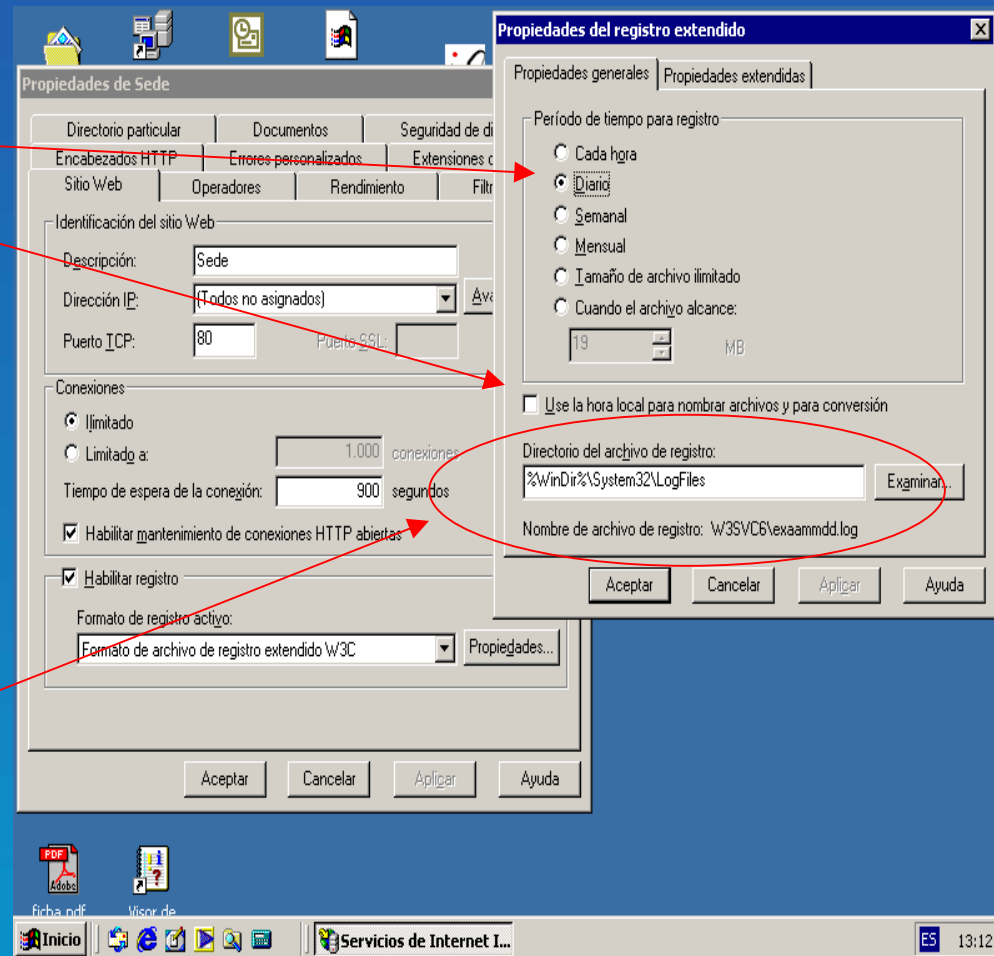 Propiedades de Sede
Directorio particular Documentos Seguridad de di
Encabezados HTTP Errores personalizados Extensiones
Sitio Web Operadores Rendimiento Filtr
Identificación del sitio Web
Descripción: Sede
Dirección IP: (Todos no asignados) Ava
Puerto TCP: 80 Puerto SSL:
Conexiones
Ilimitado
Limitado a: 1.000 conexiones
Tiempo de espera de la conexión: 900 segundos
Habilitar mantenimiento de conexiones HTTP abiertas
Habilitar registro
Formato de registro activo:
Formato de archivo de registro extendido W3C Propiedades...
Aceptar Cancelar Aplicar Ayuda
Propiedades del registro extendido
Propiedades generales Propiedades extendidas
Período de tiempo para registro
Cada hora
Diario
Semanal
Mensual
Tamaño de archivo ilimitado
Cuando el archivo alcance:
19 MB
Use la hora local para nombrar archivos y para conversión
Directorio del archivo de registro:
%WinDir%\System32\LogFiles Examinar...
Nombre de archivo de registro: W3SVC6\exaammdd.log
Aceptar Cancelar Aplicar Ayuda
PDF
Adobe
ficha.pdf Visor de
Inicio Servicios de Internet I... ES 13:12